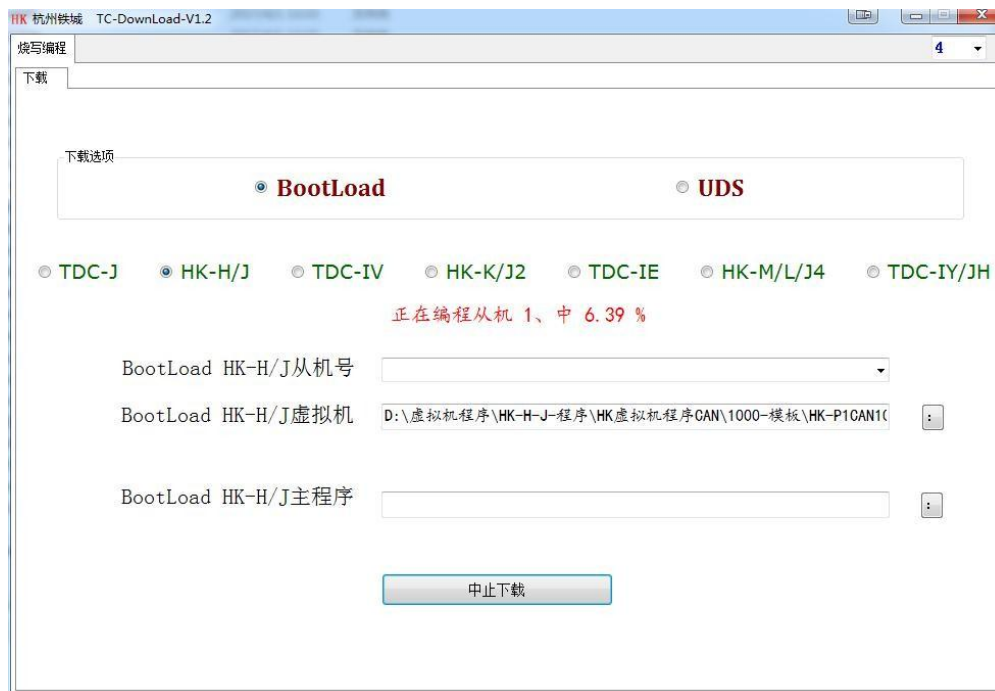 HK 杭州铁城 TC-DownLoad-V1.2
烧写编程
4
下载
下载选项
BootLoad UDS
TDC-J HK-H/J TDC-IV HK-K/J2 TDC-IE HK-M/L/J4 TDC-IY/JH
正在编程从机 1、中 6.39 %
BootLoad HK-H/J从机号
BootLoad HK-H/J虚拟机 D:\虚拟机程序\HK-H-J-程序\HK虚拟机程序CAN\1000-模板\HK-P1CAN10 :
BootLoad HK-H/J主程序 :
中止下载